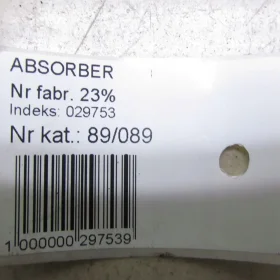 ABSORBER
Nr fabr. 23%
Indeks: 029753
Nr kat.: 89/089
1 000000 297539